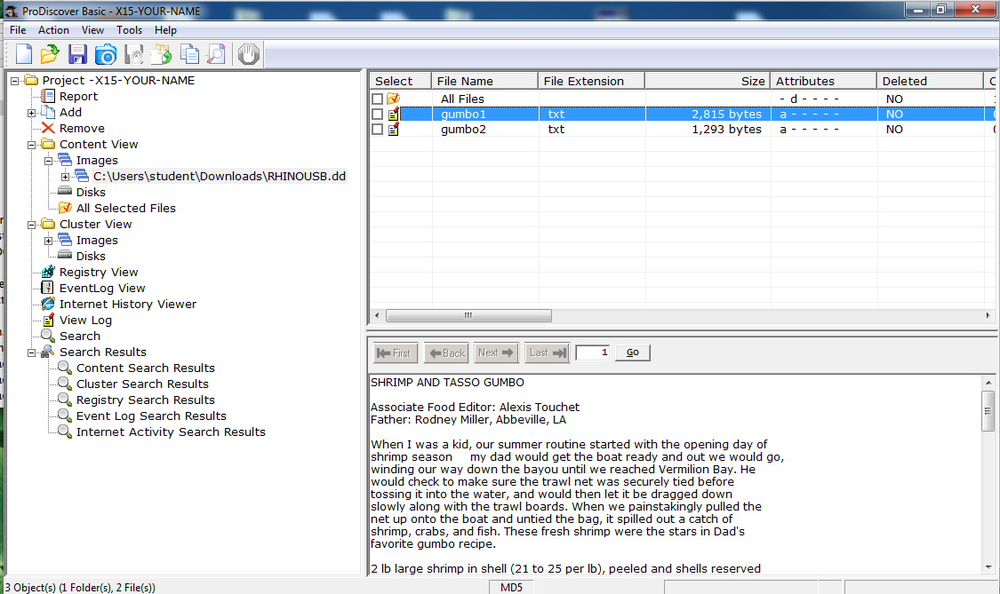 ProDiscover Basic - X15-YOUR-NAME
File Action View Tools Help
Project -X15-YOUR-NAME
Report
Add
Remove
Content View
Images
C:\Users\student\Downloads\RHINOUSB.dd
Disks
All Selected Files
Cluster View
Images
Disks
Registry View
EventLog View
Internet History Viewer
View Log
Search
Search Results
Content Search Results
Cluster Search Results
Registry Search Results
Event Log Search Results
Internet Activity Search Results
Select File Name File Extension Size Attributes Deleted
All Files - d - - - - NO
gumbo1 txt 2,815 bytes a - - - - - NO
gumbo2 txt 1,293 bytes a - - - - - NO
First Back Next Last 1 Go
SHRIMP AND TASSO GUMBO
Associate Food Editor: Alexis Touchet
Father: Rodney Miller, Abbeville, LA
When I was a kid, our summer routine started with the opening day of
shrimp season my dad would get the boat ready and out we would go,
winding our way down the bayou until we reached Vermilion Bay. He
would check to make sure the trawl net was securely tied before
tossing it into the water, and would then let it be dragged down
slowly along with the trawl boards. When we painstakingly pulled the
net up onto the boat and untied the bag, it spilled out a catch of
shrimp, crabs, and fish. These fresh shrimp were the stars in Dad's
favorite gumbo recipe.
2 lb large shrimp in shell (21 to 25 per lb), peeled and shells reserved
3 Object(s) (1 Folder(s), 2 File(s)) MD5